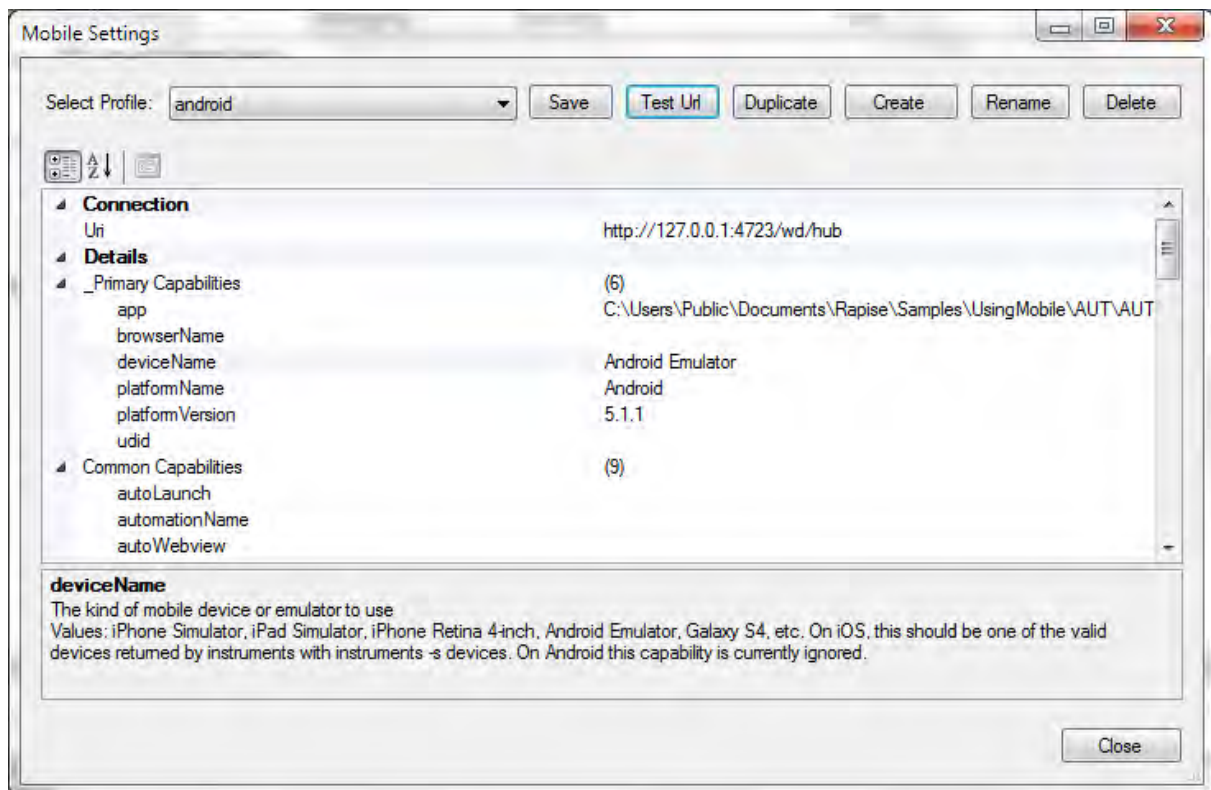 Mobile Settings
Select Profile: android Save Test Url Duplicate Create Rename Delete
Connection
Uri http://127.0.0.1:4723/wd/hub
Details
_Primary Capabilities (6)
app C:\Users\Public\Documents\Rapise\Samples\UsingMobile\AUT\AUT
browserName
deviceName Android Emulator
platformName Android
platformVersion 5.1.1
udid
Common Capabilities (9)
autoLaunch
automationName
autoWebview
deviceName
The kind of mobile device or emulator to use
Values: iPhone Simulator, iPad Simulator, iPhone Retina 4-inch, Android Emulator, Galaxy S4, etc. On iOS, this should be one of the valid
devices returned by instruments with instruments -s devices. On Android this capability is currently ignored.
Close